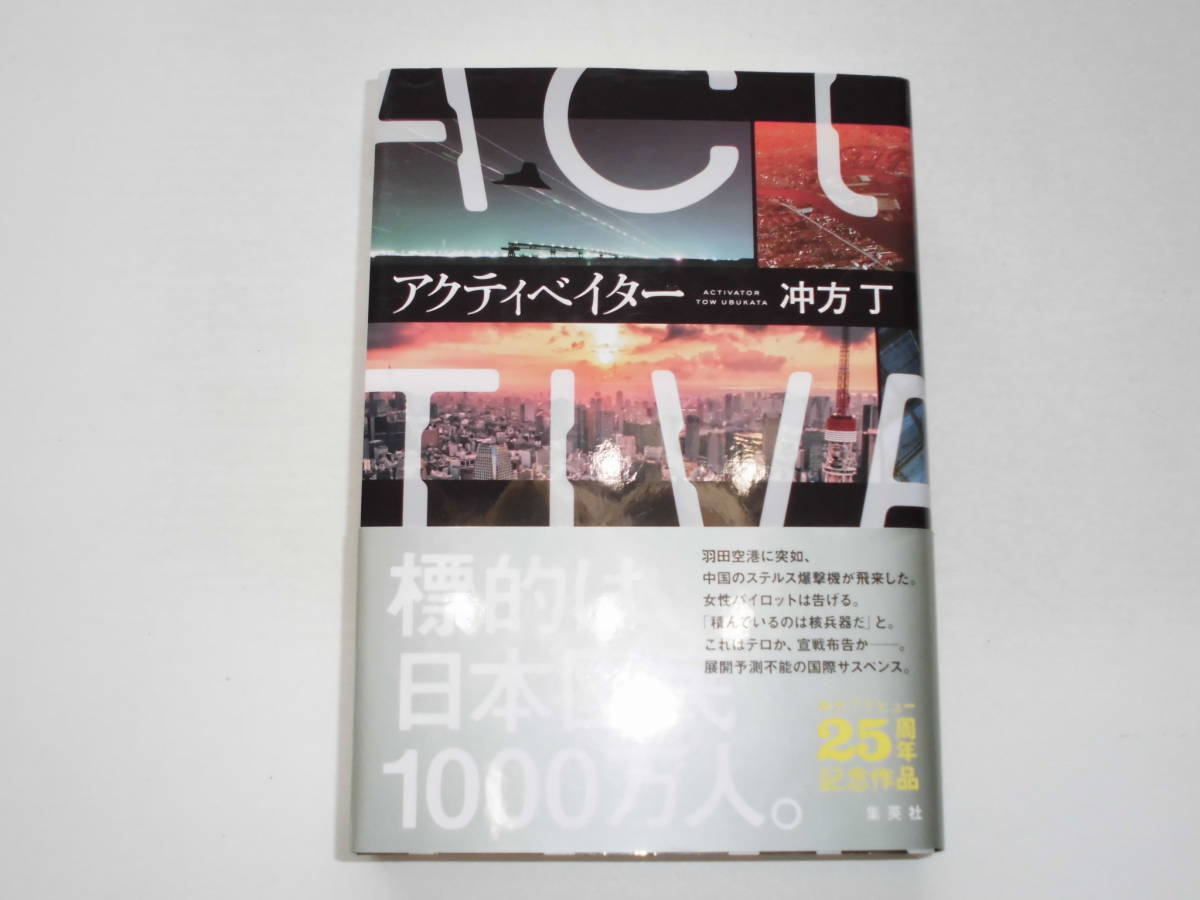 ACT
アクティベイター
ACTIVATOR
TOW UBUKATA
冲方 丁
TIVA
標的は、
日本国民
1000万人。
羽田空港に突如、
中国のステルス爆撃機が飛来した。
女性パイロットは告げる。
「積んでいるのは核兵器だ」と。
これはテロか、宣戦布告か──。
展開予測不能の国際サスペンス。
デビュー
25周年
記念作品
集英社